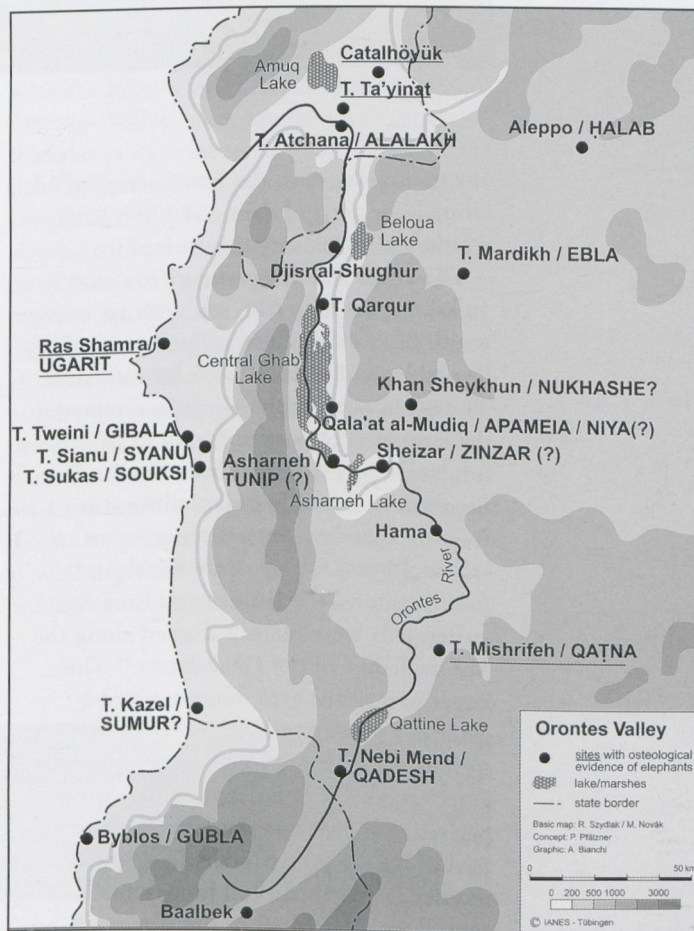 Catalhöyük
Amuq
Lake
T. Ta'yinat
T. Atchana / ALALAKH
Aleppo / ḤALAB
Beloua
Lake
Djisr al-Shughur
T. Mardikh / EBLA
T. Qarqur
Ras Shamra/
UGARIT
Central Ghab
Lake
Khan Sheykhun / NUKHASHE?
Qala'at al-Mudiq / APAMEIA / NIYA(?)
T. Tweini / GIBALA
T. Sianu / SYANU
T. Sukas / SOUKSI
Asharneh /
TUNIP (?)
Sheizar / ZINZAR (?)
Asharneh Lake
Hama
Orontes River
T. Mishrifeh / QAṬNA
T. Kazel /
SUMUR?
Qattine Lake
T. Nebi Mend /
QADESH
Byblos / GUBLA
Baalbek
Orontes Valley
sites with osteological
evidence of elephants
lake/marshes
state border
Basic map: R. Szydlak / M. Novák
Concept: P. Pfälzner
Graphic: A. Bianchi
0 50 km
0 200 500 1000 3000
© IANES - Tübingen